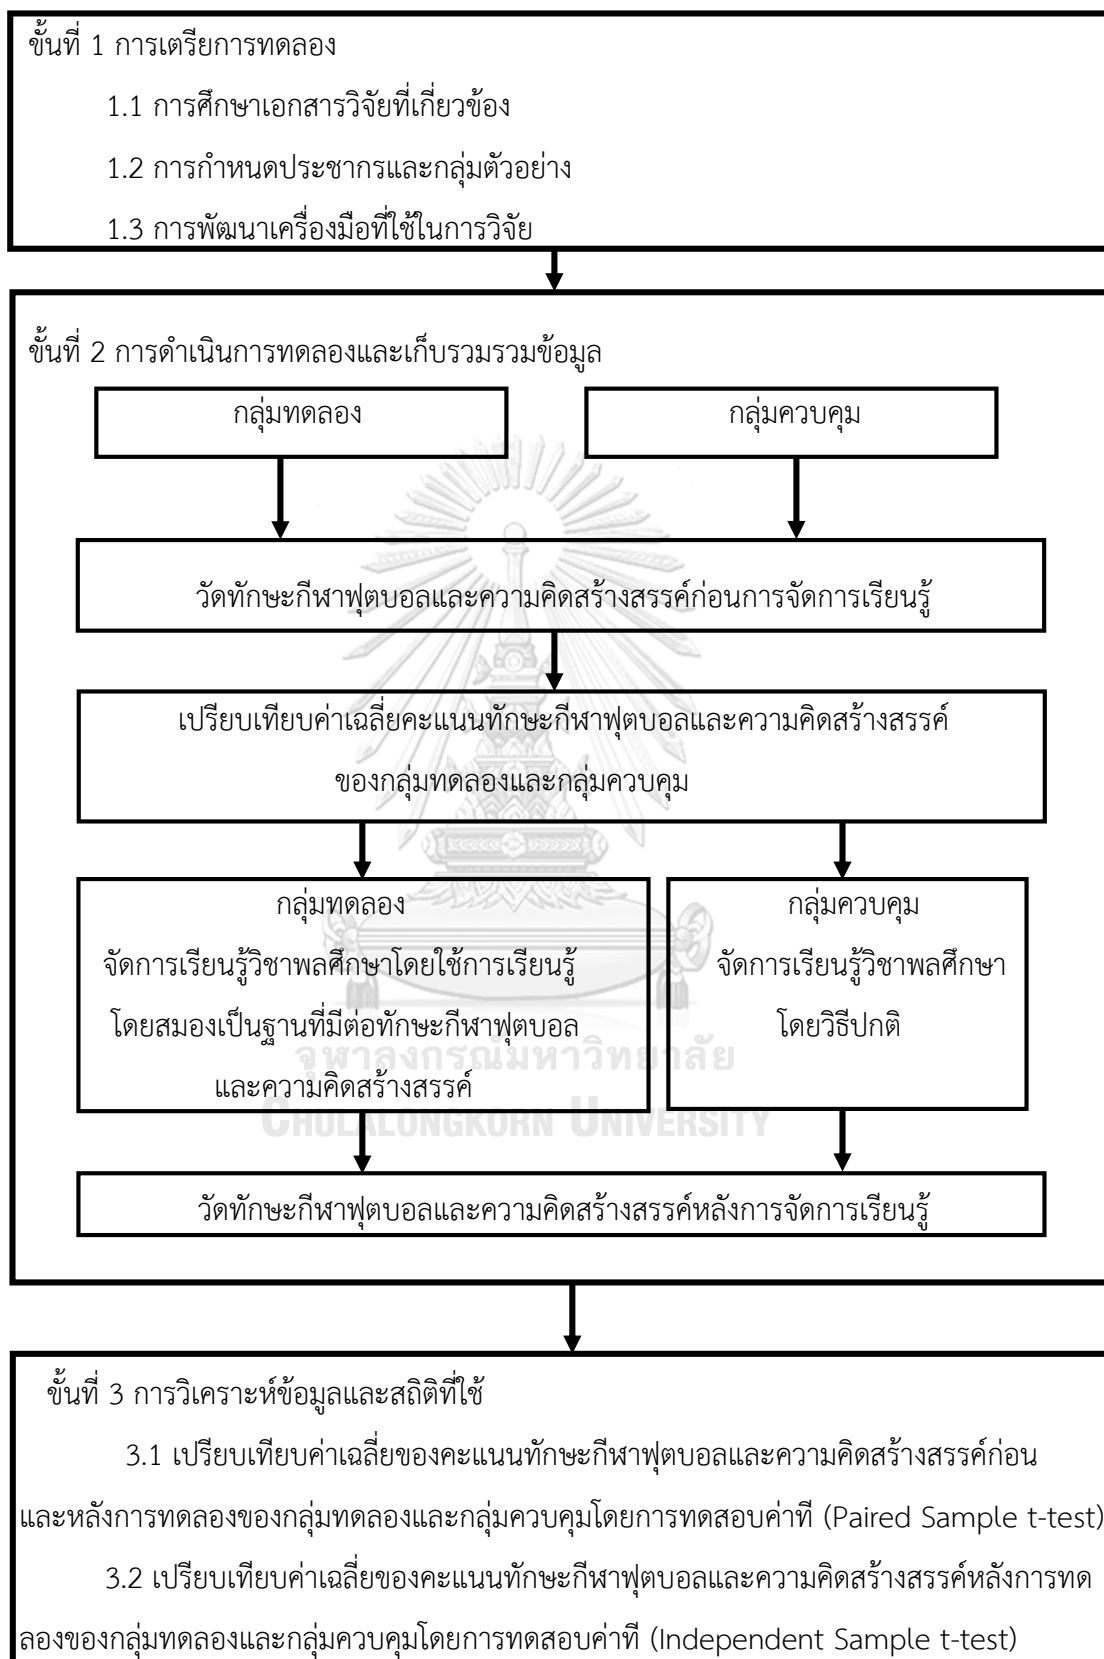 ขั้นที่ 1 การเตรียการทดลอง
1.1 การศึกษาเอกสารวิจัยที่เกี่ยวข้อง
1.2 การกำหนดประชากรและกลุ่มตัวอย่าง
1.3 การพัฒนาเครื่องมือที่ใช้ในการวิจัย
ขั้นที่ 2 การดำเนินการทดลองและเก็บรวมรวมข้อมูล
กลุ่มทดลอง
กลุ่มควบคุม
วัดทักษะกีฬาฟุตบอลและความคิดสร้างสรรค์ก่อนการจัดการเรียนรู้
เปรียบเทียบค่าเฉลี่ยคะแนนทักษะกีฬาฟุตบอลและความคิดสร้างสรรค์
ของกลุ่มทดลองและกลุ่มควบคุม
กลุ่มทดลอง
จัดการเรียนรู้วิชาพลศึกษาโดยใช้การเรียนรู้
โดยสมองเป็นฐานที่มีต่อทักษะกีฬาฟุตบอล
และความคิดสร้างสรรค์
กลุ่มควบคุม
จัดการเรียนรู้วิชาพลศึกษา
โดยวิธีปกติ
จุฬาลงกรณ์มหาวิทยาลัย
CHULALONGKORN UNIVERSITY
วัดทักษะกีฬาฟุตบอลและความคิดสร้างสรรค์หลังการจัดการเรียนรู้
ขั้นที่ 3 การวิเคราะห์ข้อมูลและสถิติที่ใช้
3.1 เปรียบเทียบค่าเฉลี่ยของคะแนนทักษะกีฬาฟุตบอลและความคิดสร้างสรรค์ก่อน
และหลังการทดลองของกลุ่มทดลองและกลุ่มควบคุมโดยการทดสอบค่าที (Paired Sample t-test)
3.2 เปรียบเทียบค่าเฉลี่ยของคะแนนทักษะกีฬาฟุตบอลและความคิดสร้างสรรค์หลังการทด
ลองของกลุ่มทดลองและกลุ่มควบคุมโดยการทดสอบค่าที (Independent Sample t-test)